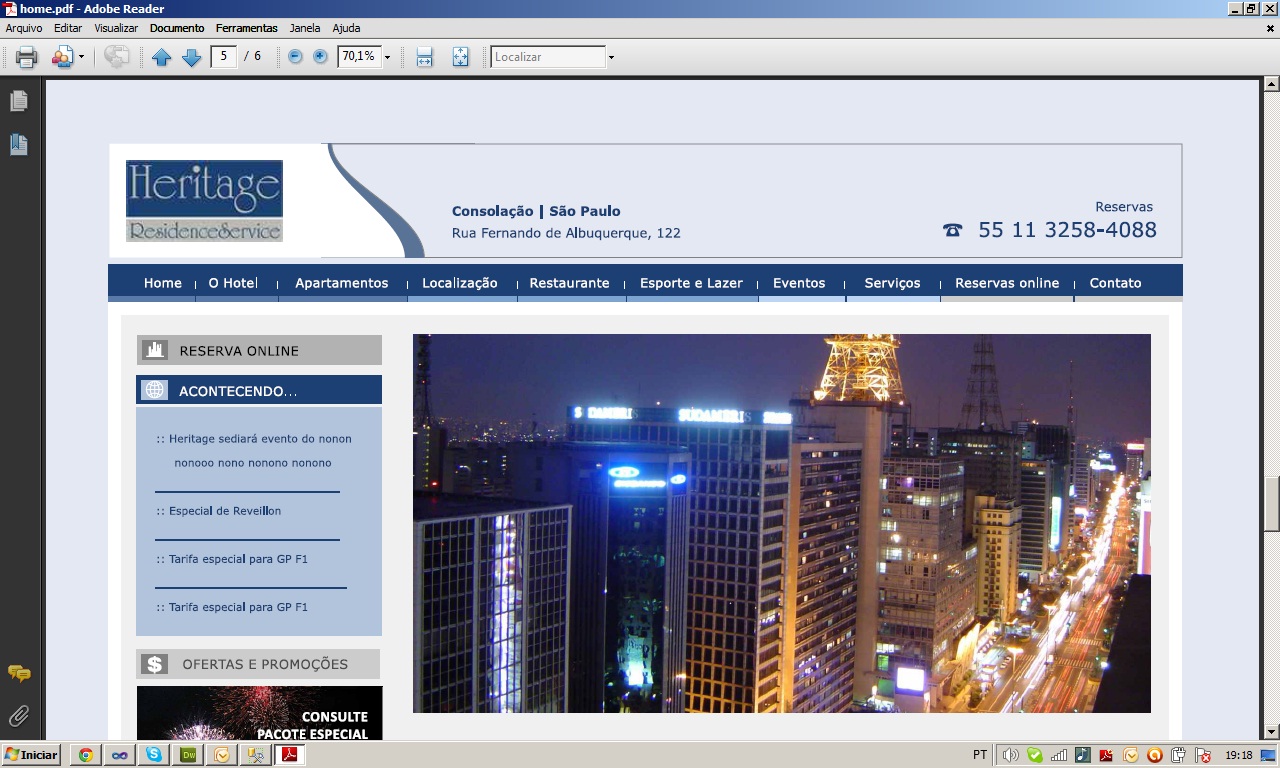 home.pdf - Adobe Reader
Arquivo Editar Visualizar Documento Ferramentas Janela Ajuda
5 / 6 70,1% Localizar
Heritage
ResidenceService
Consolação | São Paulo
Rua Fernando de Albuquerque, 122
Reservas
55 11 3258-4088
Home O Hotel Apartamentos Localização Restaurante Esporte e Lazer Eventos Serviços Reservas online Contato
RESERVA ONLINE
ACONTECENDO...
:: Heritage sediará evento do nonon
nonooo nono nonono nonono
:: Especial de Reveillon
:: Tarifa especial para GP F1
:: Tarifa especial para GP F1
$ OFERTAS E PROMOÇÕES
CONSULTE
PACOTE ESPECIAL
SUDAMERIS
Iniciar
Dw
PT
19:18